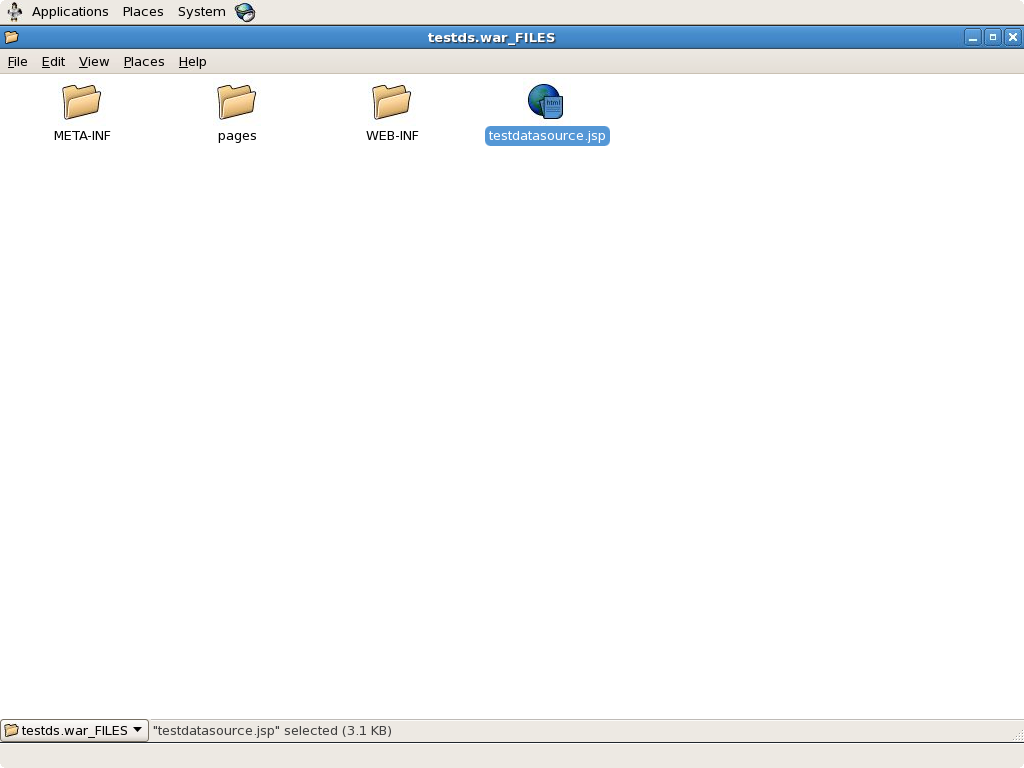 Applications Places System
testds.war_FILES
File Edit View Places Help
META-INF pages WEB-INF testdatasource.jsp
html
testds.war_FILES "testdatasource.jsp" selected (3.1 KB)